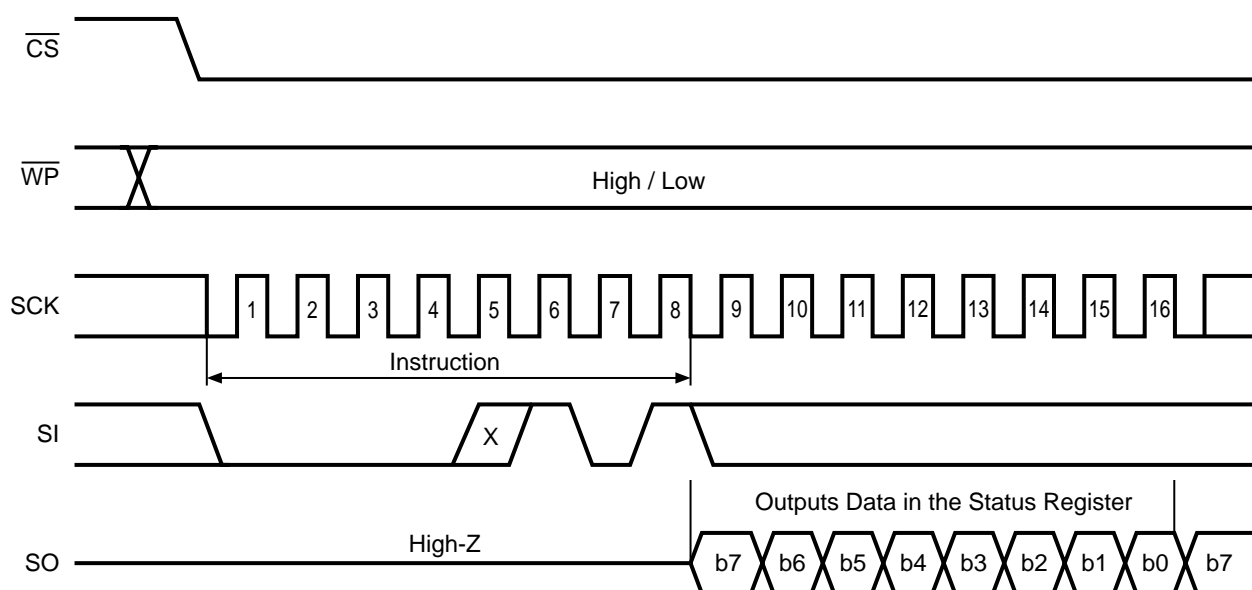 CS
WP
High / Low
SCK
1 2 3 4 5 6 7 8 9 10 11 12 13 14 15 16
Instruction
SI
X
Outputs Data in the Status Register
SO
High-Z
b7 b6 b5 b4 b3 b2 b1 b0 b7